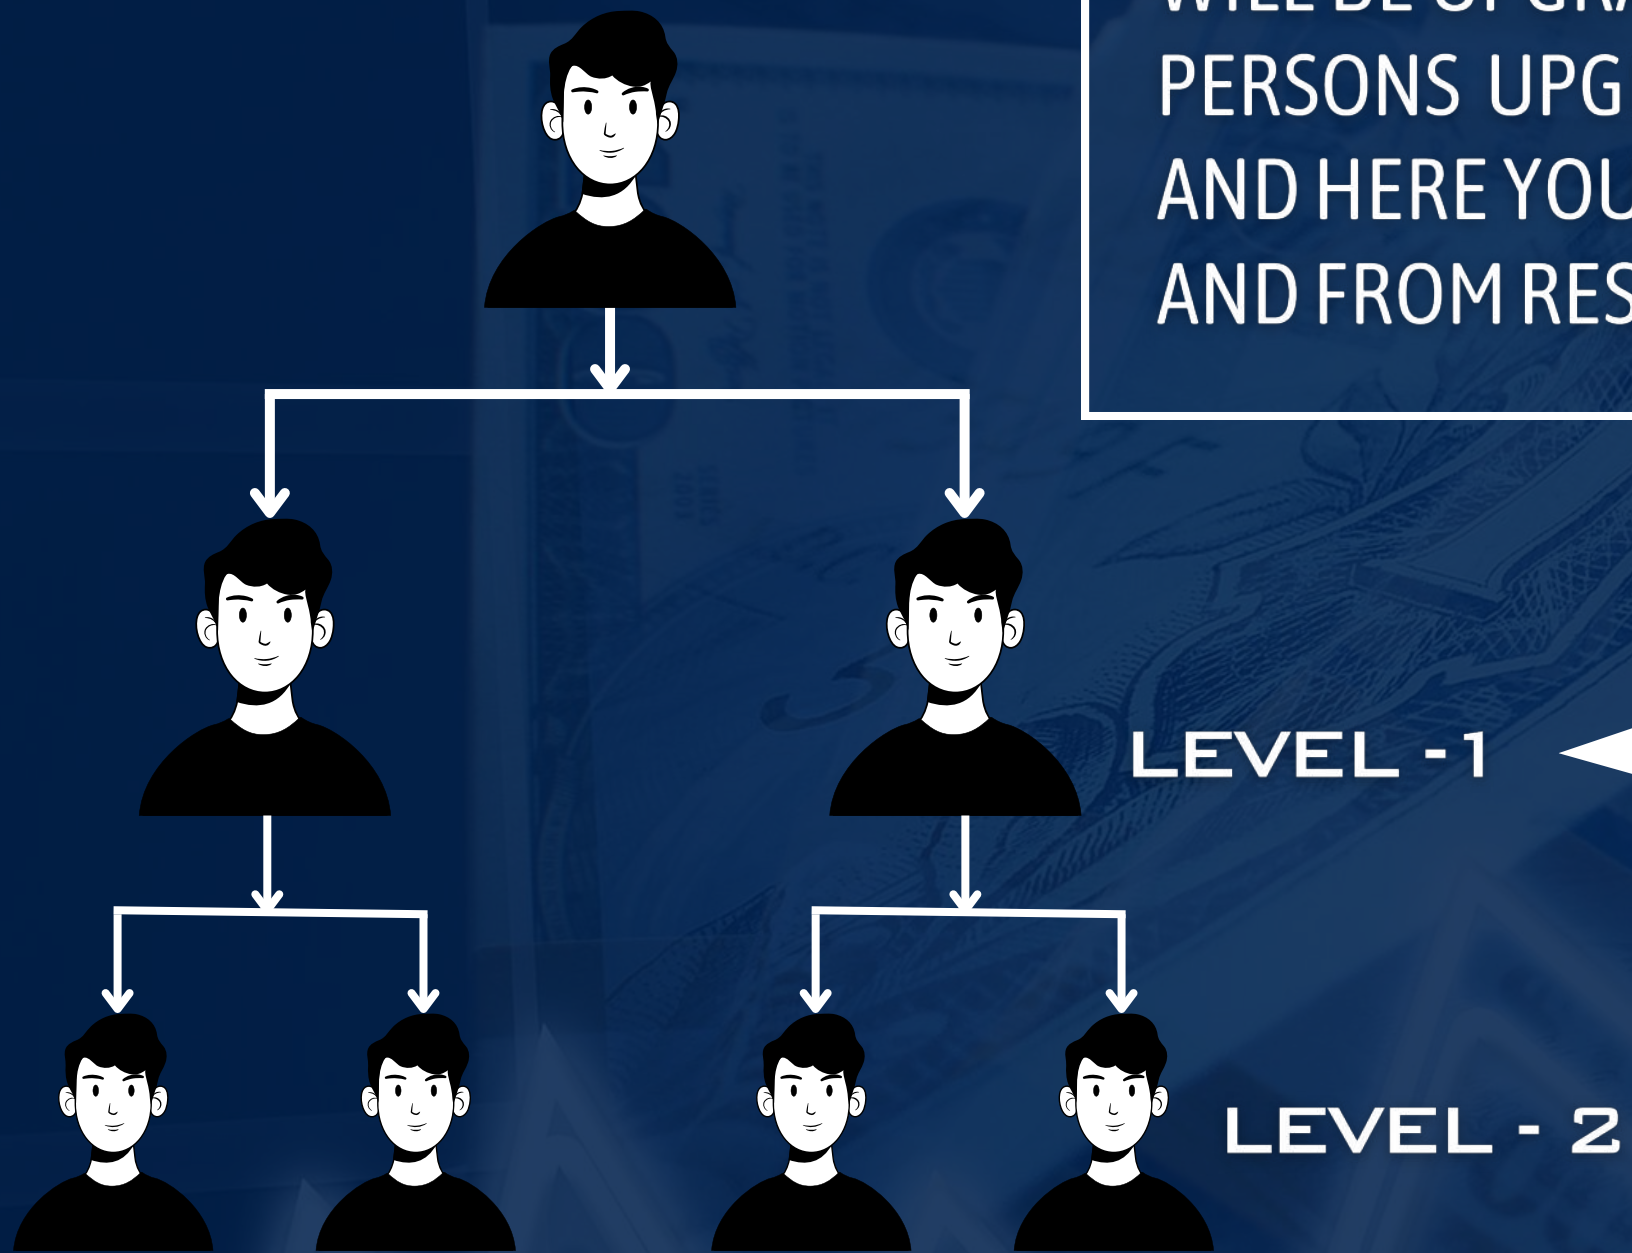 PERSONS UPG
AND HERE YOU
AND FROM RES
LEVEL - 1
LEVEL - 2